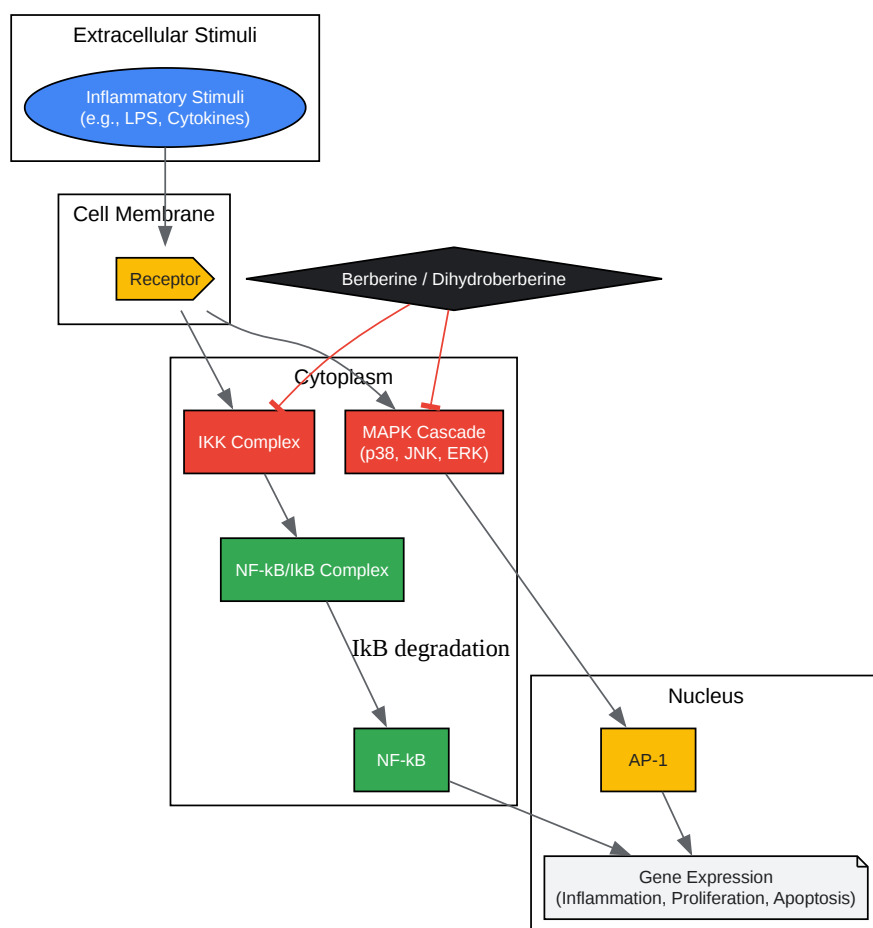 Extracellular Stimuli
Inflammatory Stimuli
(e.g., LPS, Cytokines)
Cell Membrane
Receptor
Berberine / Dihydroberberine
Cytoplasm
IKK Complex
MAPK Cascade
(p38, JNK, ERK)
NF-kB/IkB Complex
IkB degradation
Nucleus
NF-kB
AP-1
Gene Expression
(Inflammation, Proliferation, Apoptosis)